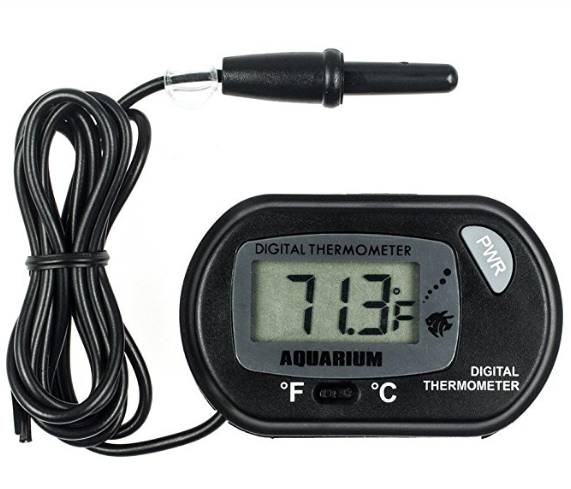 DIGITAL THERMOMETER
PWR
71.3°F
AQUARIUM
°F °C
DIGITAL
THERMOMETER